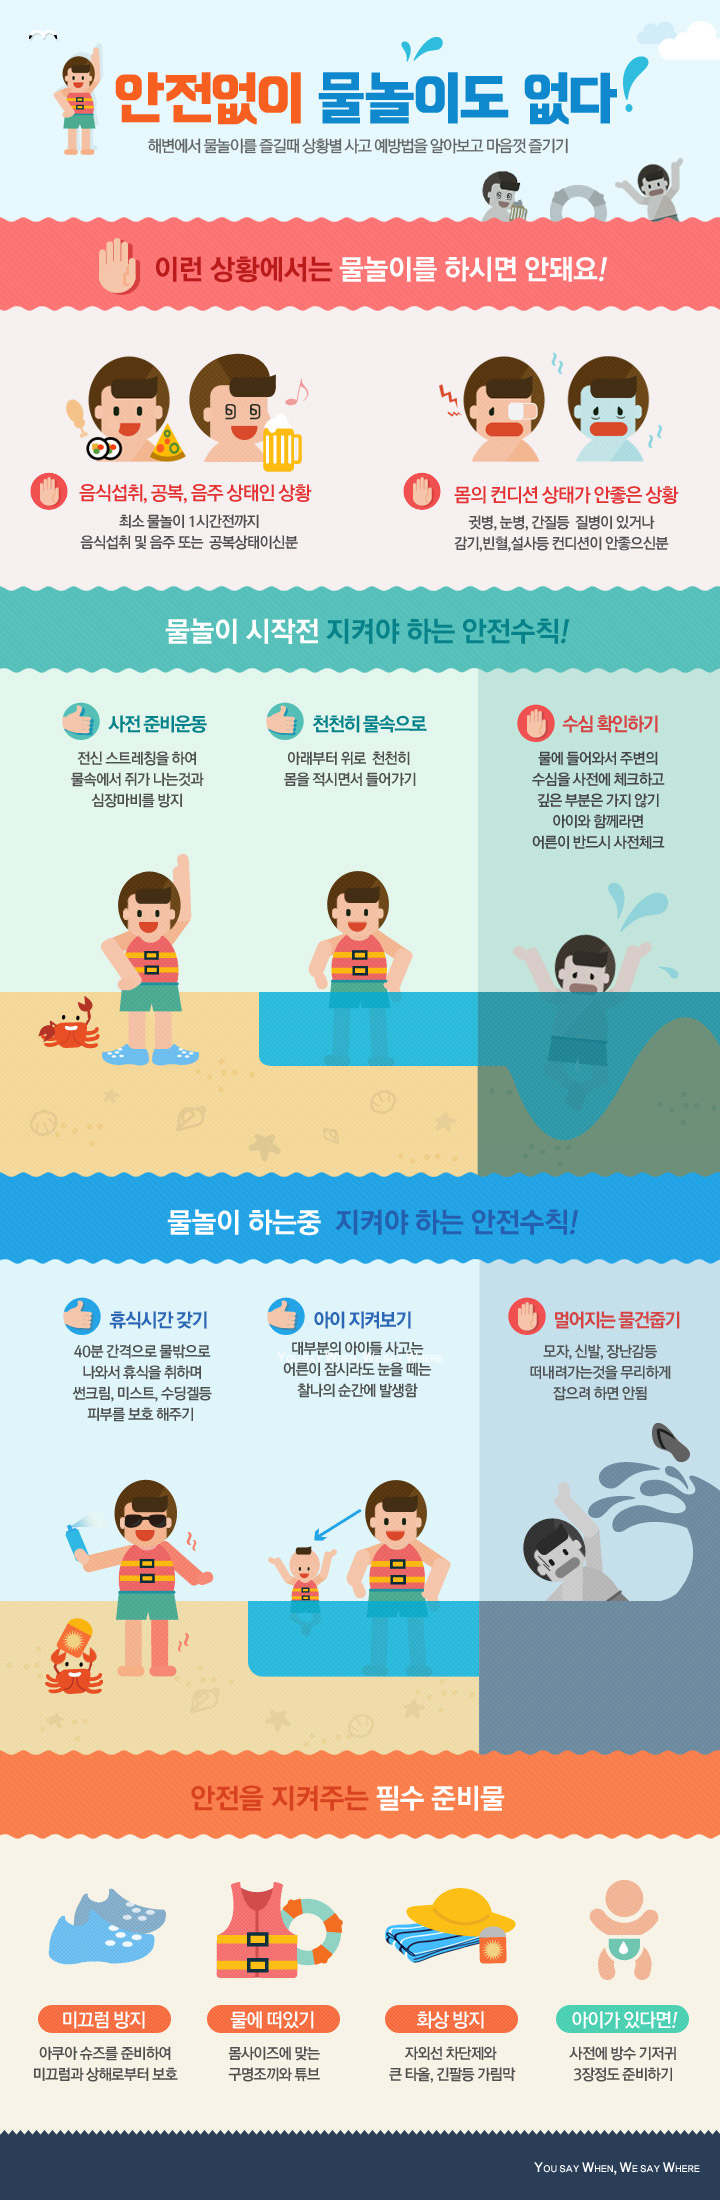 안전없이 물놀이도 없다!
해변에서 물놀이를 즐길때 상황별 사고 예방법을 알아보고 마음껏 즐기기
이런 상황에서는 물놀이를 하시면 안돼요!
음식섭취, 공복, 음주 상태인 상황
최소 물놀이 1시간전까지
음식섭취 및 음주 또는 공복상태이신분
몸의 컨디션 상태가 안좋은 상황
귓병, 눈병, 간질등 질병이 있거나
감기,빈혈,설사등 컨디션이 안좋으신분
물놀이 시작전 지켜야 하는 안전수칙!
사전 준비운동
전신 스트레칭을 하여
물속에서 쥐가 나는것과
심장마비를 방지
천천히 물속으로
아래부터 위로 천천히
몸을 적시면서 들어가기
수심 확인하기
물에 들어와서 주변의
수심을 사전에 체크하고
깊은 부분은 가지 않기
아이와 함께라면
어른이 반드시 사전체크
물놀이 하는중 지켜야 하는 안전수칙!
휴식시간 갖기
40분 간격으로 물밖으로
나와서 휴식을 취하며
썬크림, 미스트, 수딩겔등
피부를 보호 해주기
아이 지켜보기
대부분의 아이들 사고는
어른이 잠시라도 눈을 떼는
찰나의 순간에 발생함
멀어지는 물건줍기
모자, 신발, 장난감등
떠내려가는것을 무리하게
잡으려 하면 안됨
안전을 지켜주는 필수 준비물
미끄럼 방지
아쿠아 슈즈를 준비하여
미끄럼과 상해로부터 보호
물에 떠있기
몸사이즈에 맞는
구명조끼와 튜브
화상 방지
자외선 차단제와
큰 타올, 긴팔등 가림막
아이가 있다면!
사전에 방수 기저귀
3장정도 준비하기
YOU SAY WHEN, WE SAY WHERE